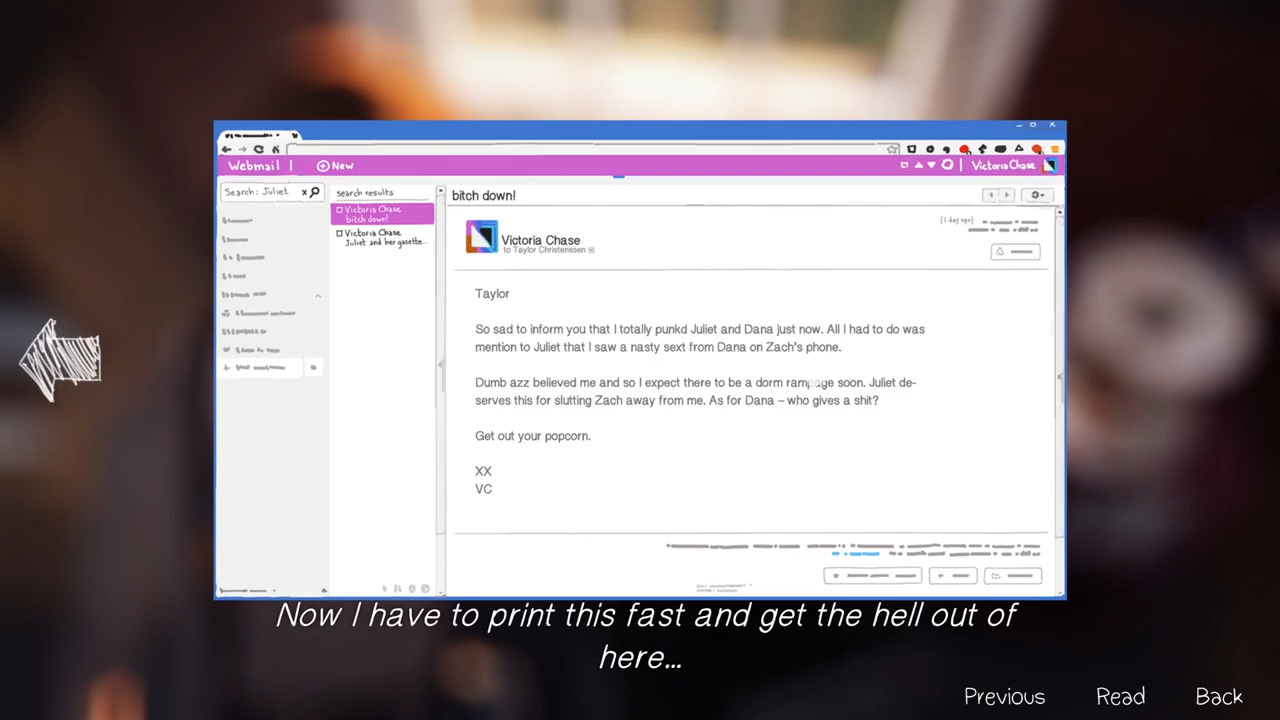 Webmail | New
Victoria Chase
Search: Juliet x
search results
bitch down!
Victoria Chase
bitch down!
Victoria Chase
Juliet and her gazette...
(1 day ago)
Victoria Chase
to Taylor Christenssen
Taylor
So sad to inform you that I totally punkd Juliet and Dana just now. All I had to do was
mention to Juliet that I saw a nasty sext from Dana on Zach's phone.
Dumb azz believed me and so I expect there to be a dorm rampage soon. Juliet de-
serves this for slutting Zach away from me. As for Dana – who gives a shit?
Get out your popcorn.
XX
VC
Now I have to print this fast and get the hell out of
here...
Previous
Read
Back